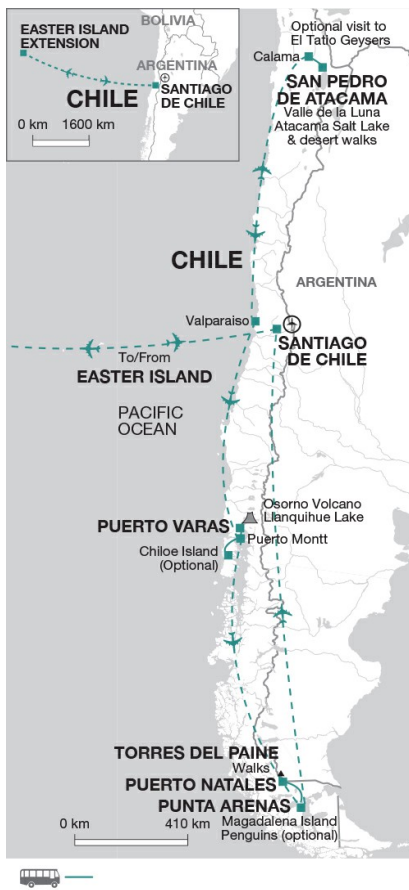 BOLIVIA
EASTER ISLAND
EXTENSION
ARGENTINA
CHILE
SANTIAGO
DE CHILE
0 km 1600 km
Optional visit to
El Tatio Geysers
Calama
SAN PEDRO
DE ATACAMA
Valle de la Luna
Atacama Salt Lake
& desert walks
CHILE
ARGENTINA
Valparaiso
SANTIAGO
DE CHILE
To/From
EASTER ISLAND
PACIFIC
OCEAN
Osorno Volcano
Llanquihue Lake
PUERTO VARAS
Puerto Montt
Chiloe Island
(Optional)
TORRES DEL PAINE
Walks
PUERTO NATALES
PUNTA ARENAS
Magadalena Island
Penguins (optional)
0 km 410 km